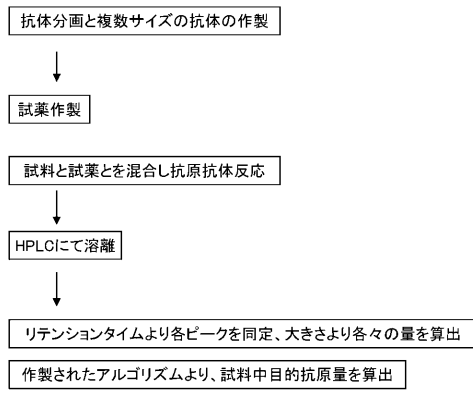 抗体分画と複数サイズの抗体の作製
試薬作製
試料と試薬とを混合し抗原抗体反応
HPLCにて溶離
リテンションタイムより各ピークを同定、大きさより各々の量を算出
作製されたアルゴリズムより、試料中目的抗原量を算出